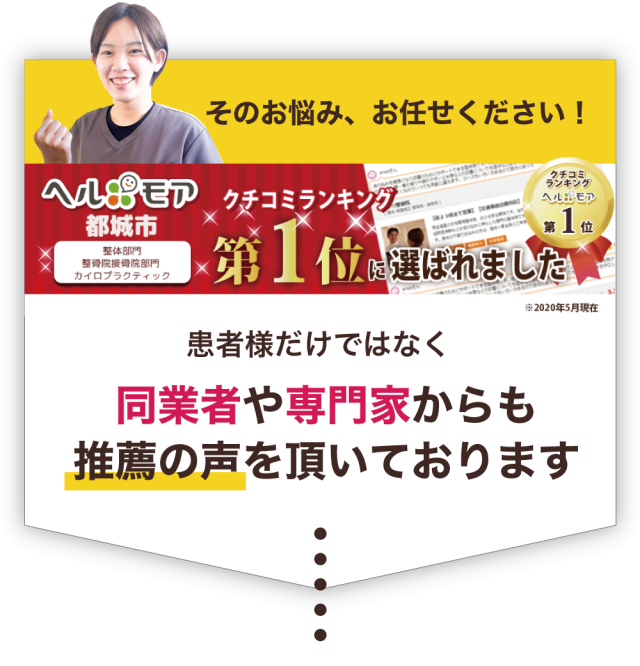 そのお悩み、お任せください！
ヘルモア
都城市
整体部門
整骨院接骨院部門
カイロプラクティック
クチコミランキング
第1位に選ばれました
クチコミ
ランキング
ヘルモア
第1位
※2020年5月現在
患者様だけではなく
同業者や専門家からも
推薦の声を頂いております